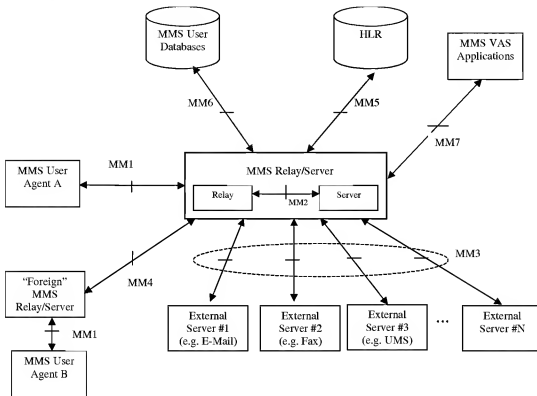 MMS User
Databases
HLR
MMS VAS
Applications
MM6
MM5
MM7
MMS User
Agent A
MM1
MMS Relay/Server
Relay
MM2
Server
MM4
MM3
"Foreign"
MMS
Relay/Server
MM1
MMS User
Agent B
External
Server #1
(e.g. E-Mail)
External
Server #2
(e.g. Fax)
External
Server #3
(e.g. UMS)
...
External
Server #N